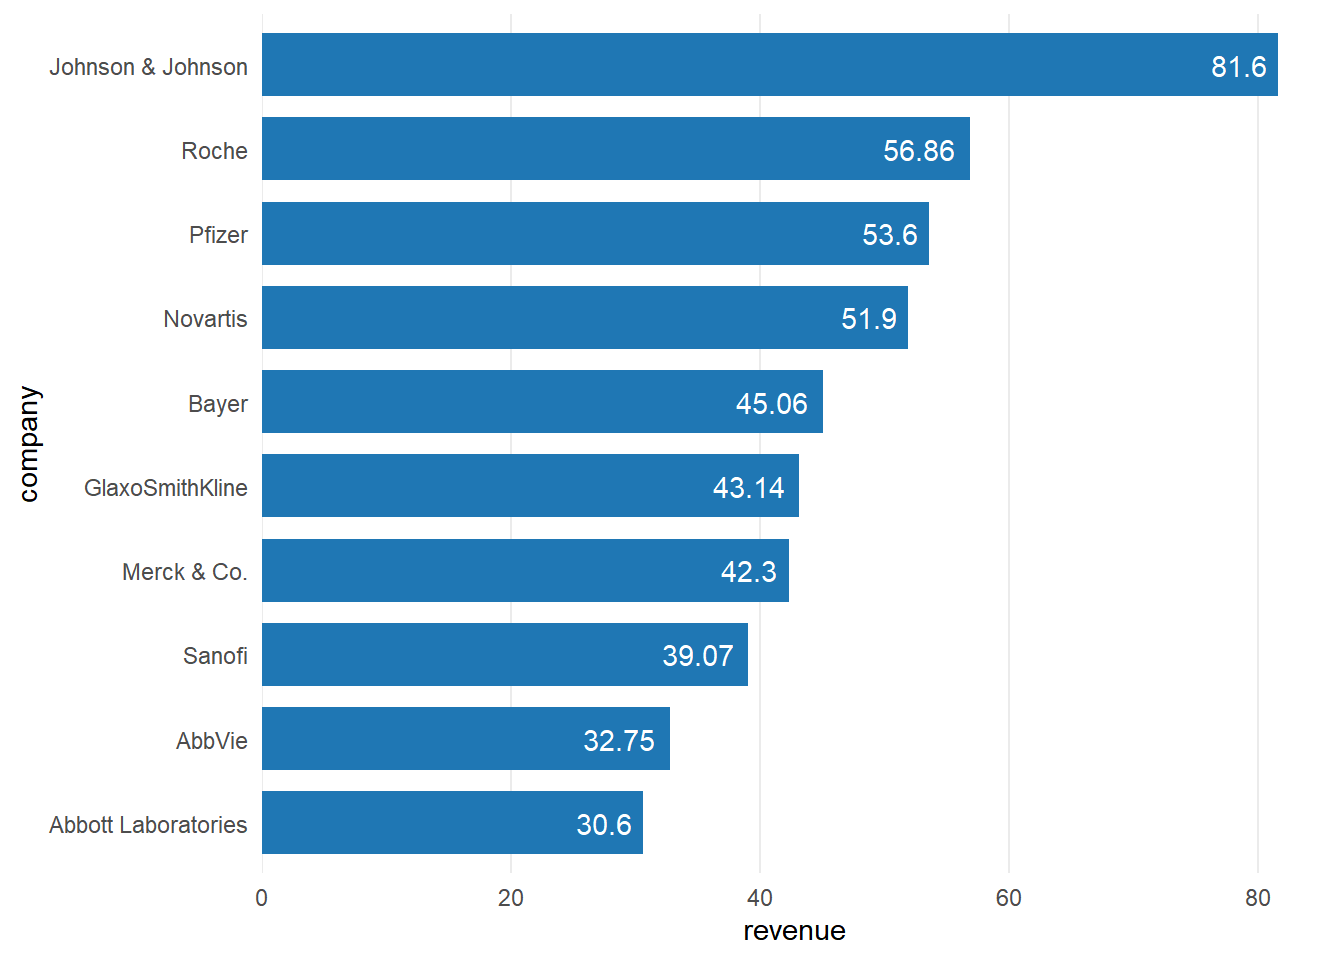 Johnson & Johnson 81.6
Roche 56.86
Pfizer 53.6
Novartis 51.9
Bayer 45.06
company
GlaxoSmithKline 43.14
Merck & Co. 42.3
Sanofi 39.07
AbbVie 32.75
Abbott Laboratories 30.6
0 20 40 60 80
revenue